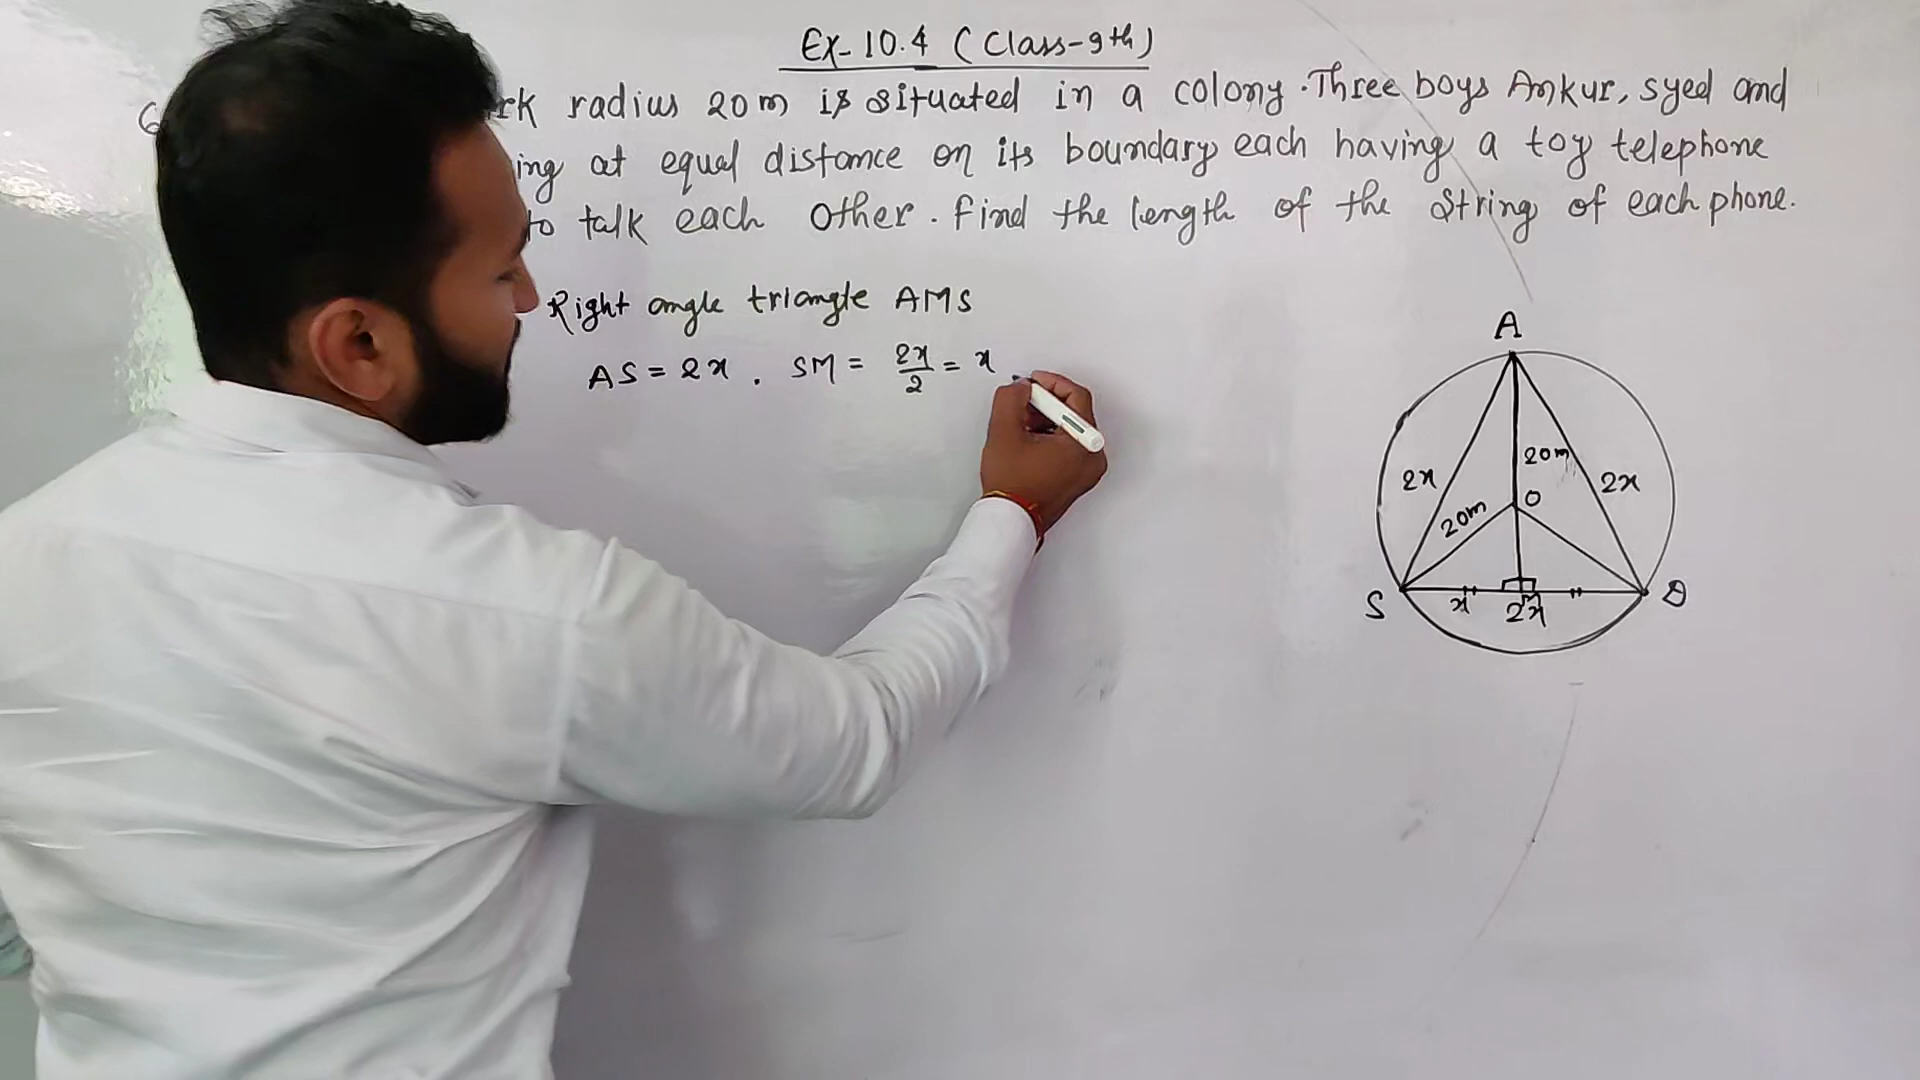 Ex-10.4 (Class-9th)
6. rk radius 20m is situated in a colony. Three boys Ankur, syed and
ing at equal distance on its boundary each having a toy telephone
to talk each other. find the length of the string of each phone.
Right angle triangle AMS
AS = 2x . SM = 2x/2 = x
A
20m
2x
2x
20m
O
S
x
M
2x
D